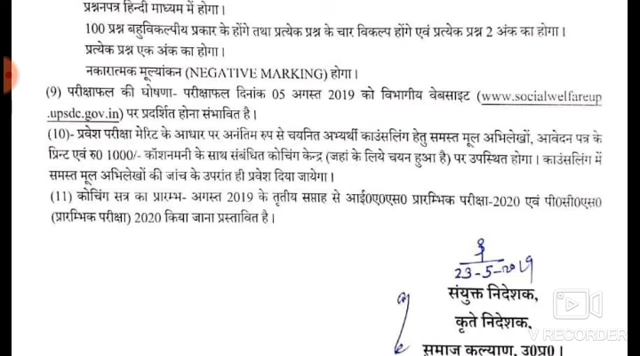 प्रश्नपत्र हिन्दी माध्यम में होगा।
100 प्रश्न बहुविकल्पीय प्रकार के होंगे तथा प्रत्येक प्रश्न के चार विकल्प होंगे एवं प्रत्येक प्रश्न 2 अंक का होगा।
प्रत्येक प्रश्न एक अंक का होगा।
नकारात्मक मूल्यांकन (NEGATIVE MARKING) होगा।
(9) परीक्षाफल की घोषणा- परीक्षाफल दिनांक 05 अगस्त 2019 को विभागीय वेबसाइट (www.socialwelfareup
.upsdc.gov.in) पर प्रदर्शित होना संभावित है।
(10)- प्रवेश परीक्षा मेरिट के आधार पर अनंतिम रुप से चयनित अभ्यर्थी काउंसलिंग हेतु समस्त मूल अभिलेखों, आवेदन पत्र के
प्रिन्ट एवं रु0 1000/- कॉशनमनी के साथ संबंधित कोचिंग केन्द्र (जहां के लिये चयन हुआ है) पर उपस्थित होगा। काउंसलिंग में
समस्त मूल अभिलेखों की जांच के उपरांत ही प्रवेश दिया जायेगा।
(11) कोचिंग सत्र का प्रारम्भ- अगस्त 2019 के तृतीय सप्ताह से आई0ए0एस0 प्रारम्भिक परीक्षा-2020 एवं पी0सी0एस0
(प्रारम्भिक परीक्षा) 2020 किया जाना प्रस्तावित है।
23-5-2019
संयुक्त निदेशक,
कृते निदेशक,
समाज कल्याण, उ0प्र0।
V RECORDER